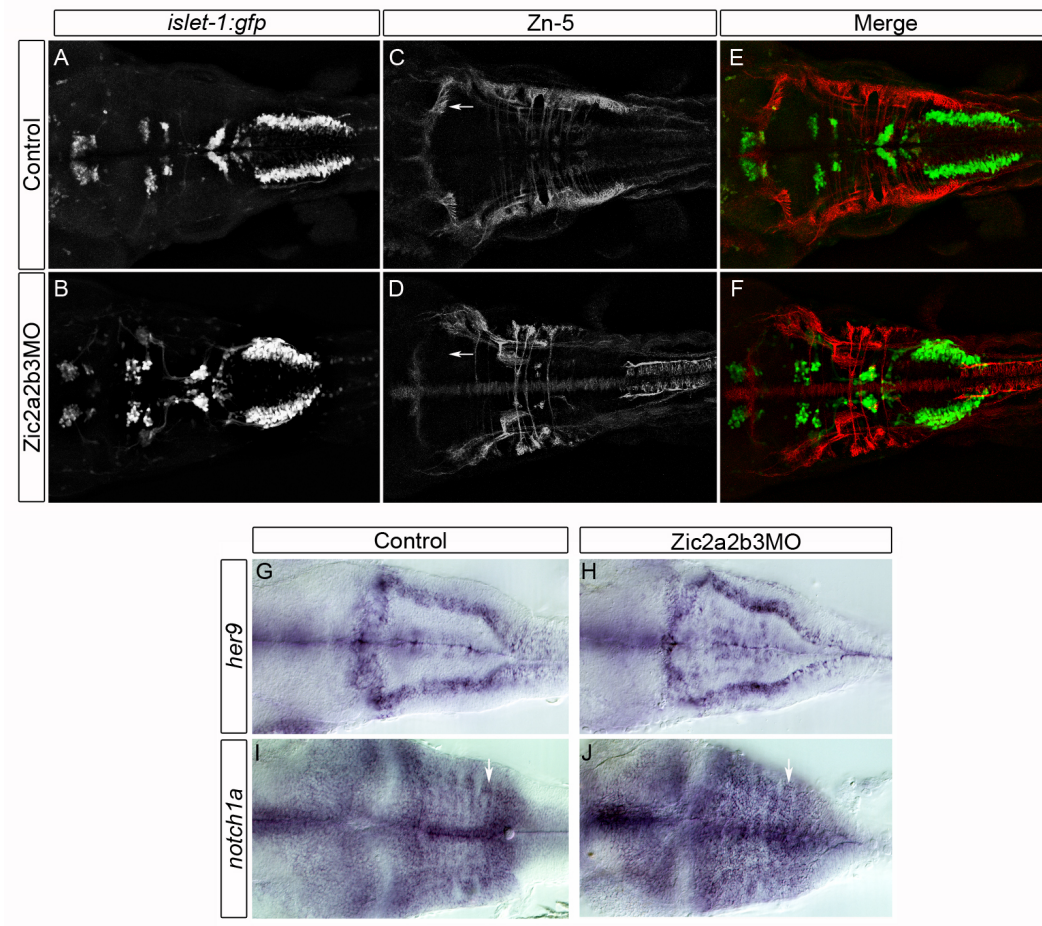 islet-1:gfp Zn-5 Merge
Control
A C E
Zic2a2b3MO
B D F
Control Zic2a2b3MO
her9
G H
notch1a
I J